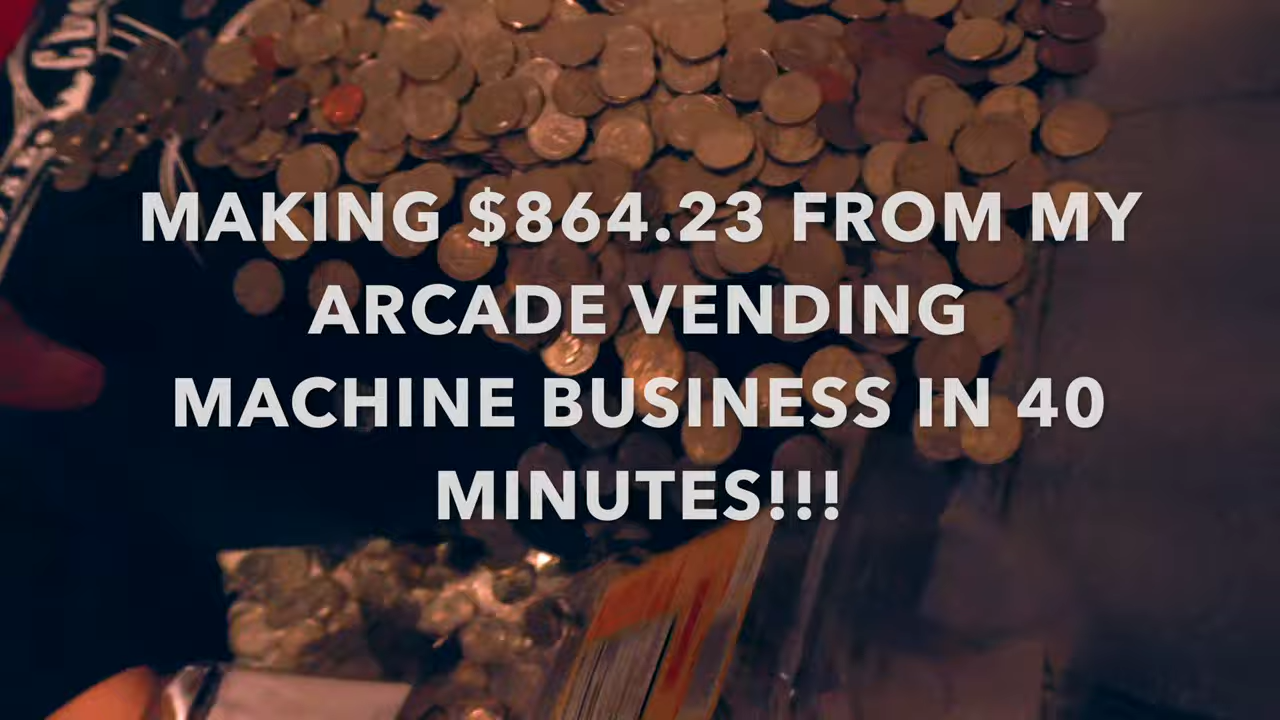 MAKING $864.23 FROM MY
ARCADE VENDING
MACHINE BUSINESS IN 40
MINUTES!!!